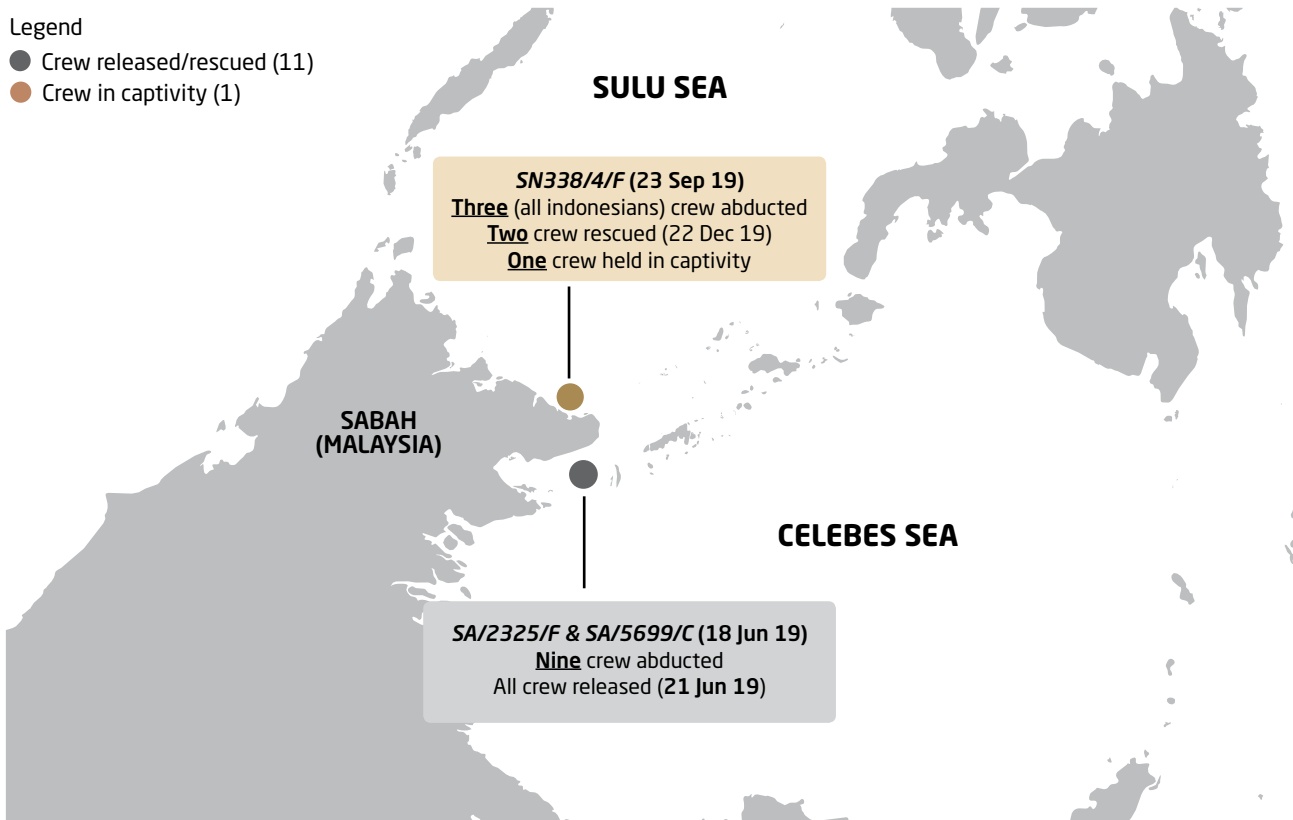 Legend
Crew released/rescued (11)
Crew in captivity (1)
SULU SEA
SN338/4/F (23 Sep 19)
Three (all indonesians) crew abducted
Two crew rescued (22 Dec 19)
One crew held in captivity
SABAH
(MALAYSIA)
CELEBES SEA
SA/2325/F & SA/5699/C (18 Jun 19)
Nine crew abducted
All crew released (21 Jun 19)